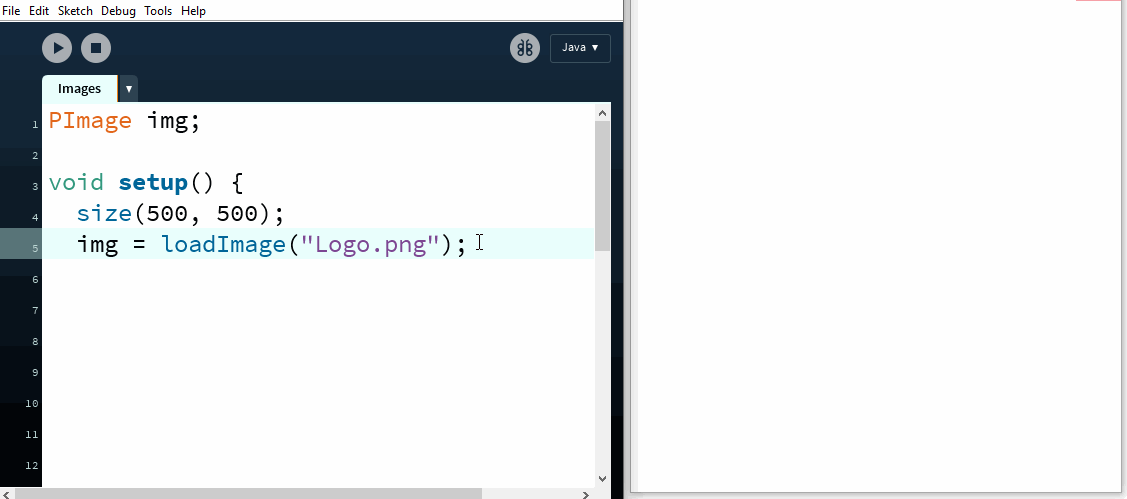 File Edit Sketch Debug Tools Help
Java ▼
Images ▼
1 PImage img;
2
3 void setup() {
4   size(500, 500);
5   img = loadImage("Logo.png");
6
7
8
9
10
11
12